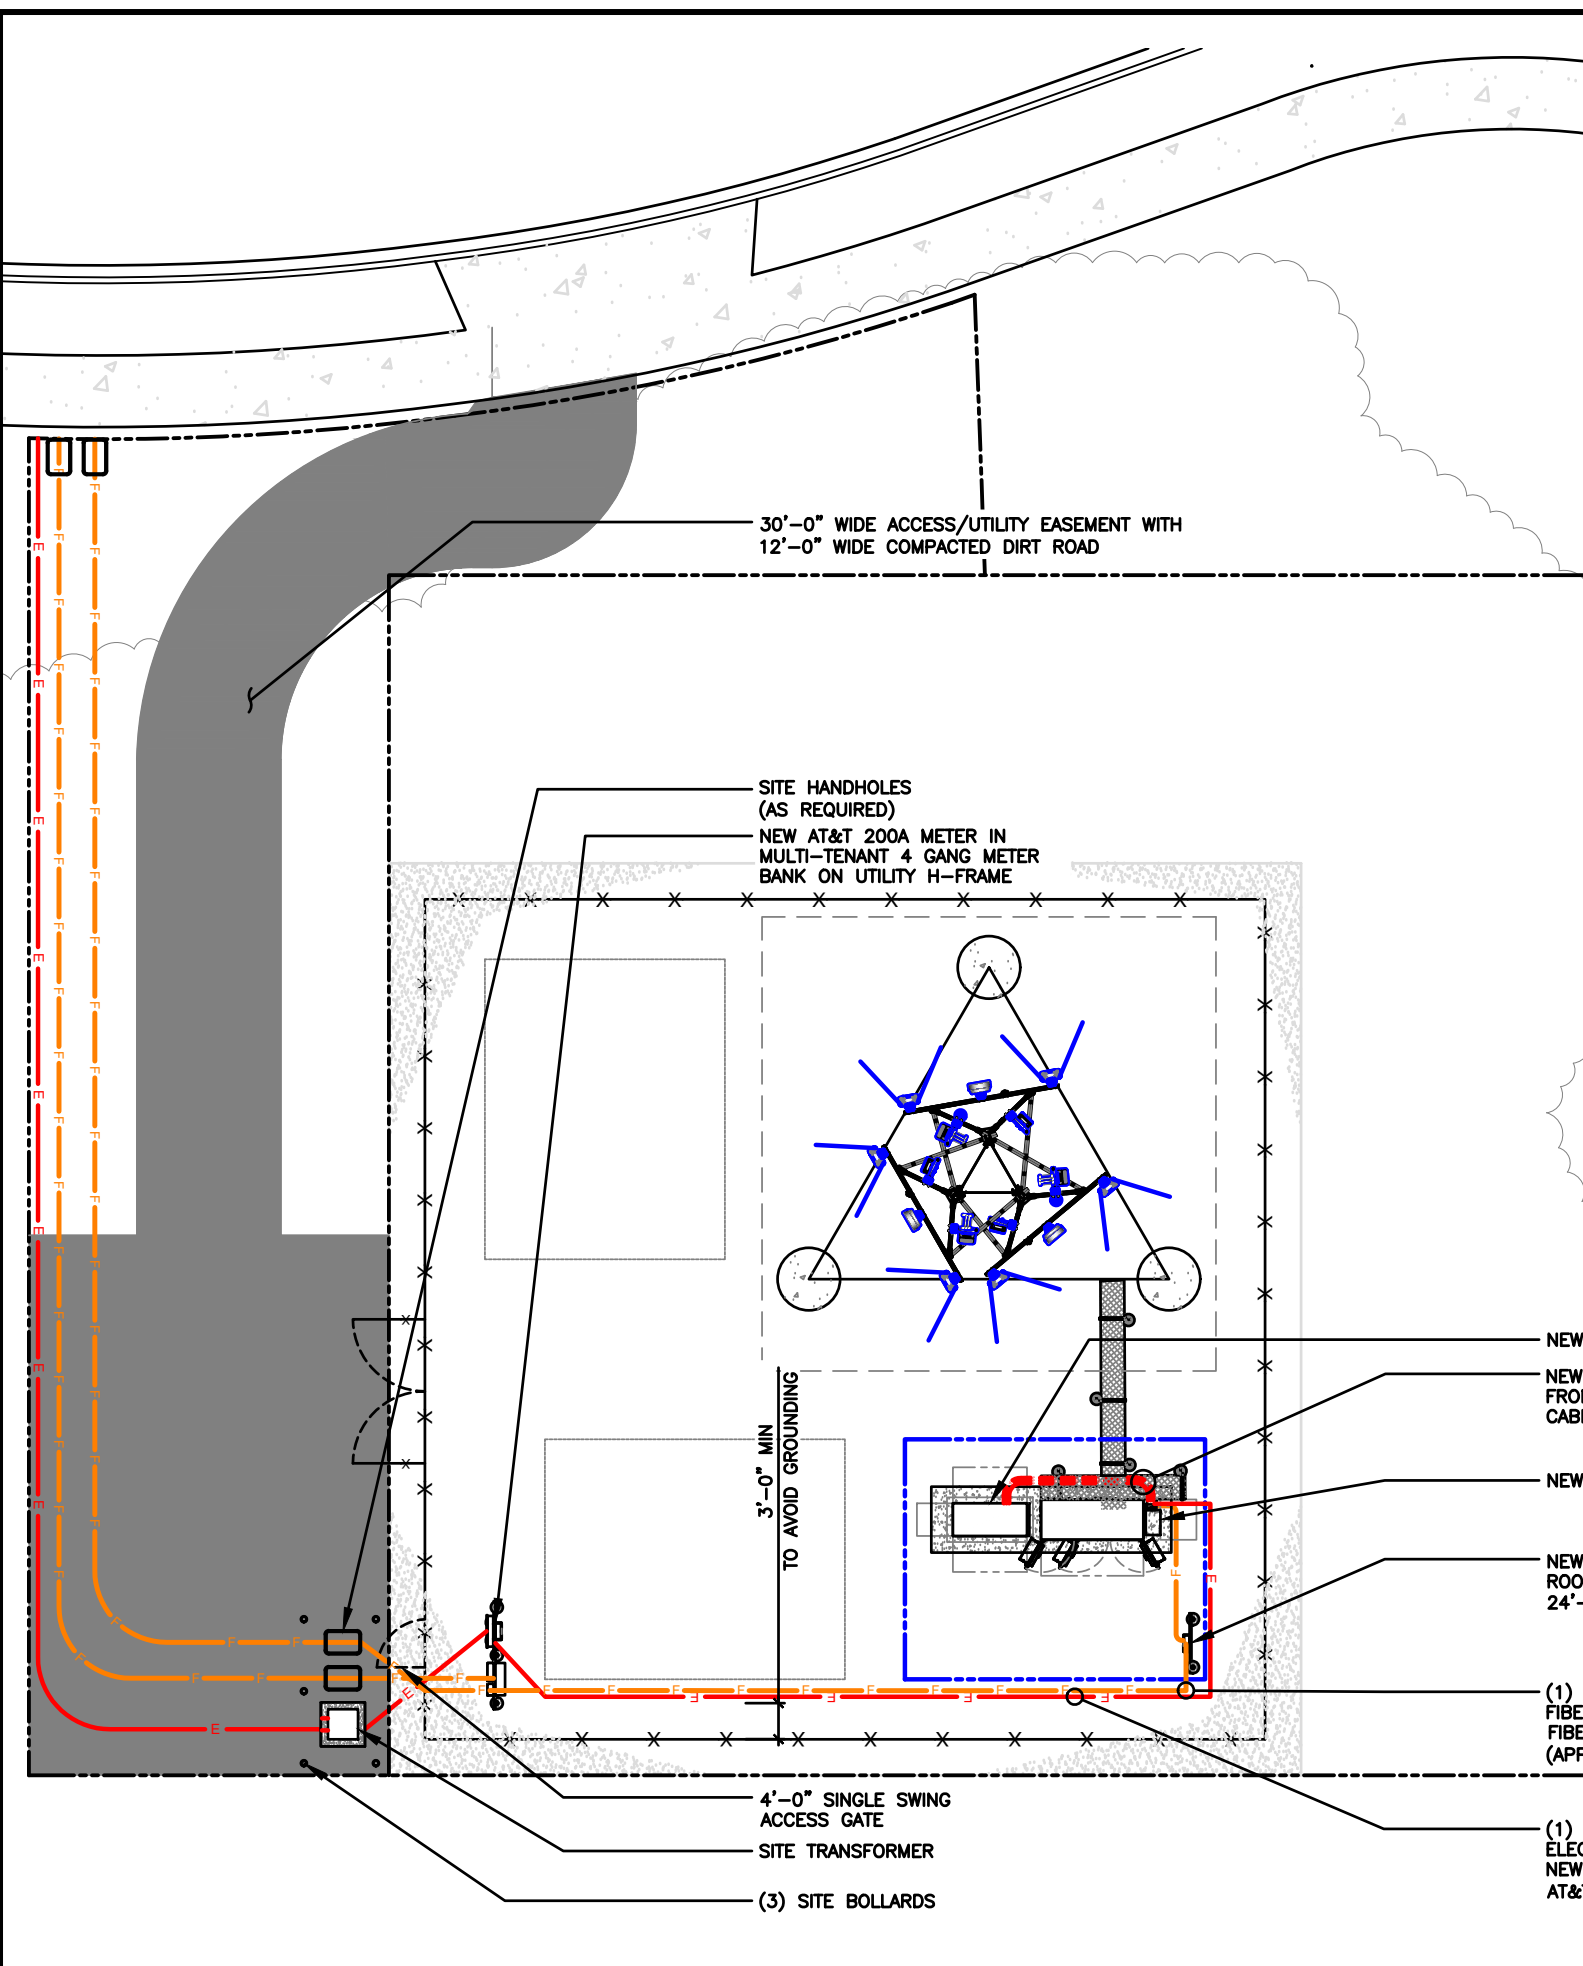 30'-0" WIDE ACCESS/UTILITY EASEMENT WITH
12'-0" WIDE COMPACTED DIRT ROAD
SITE HANDHOLES
(AS REQUIRED)
NEW AT&T 200A METER IN
MULTI-TENANT 4 GANG METER
BANK ON UTILITY H-FRAME
3'-0" MIN
TO AVOID GROUNDING
NEW
NEW
NEW
NEW
24'-
(1)
(1)
NEW
4'-0" SINGLE SWING
ACCESS GATE
SITE TRANSFORMER
(3) SITE BOLLARDS